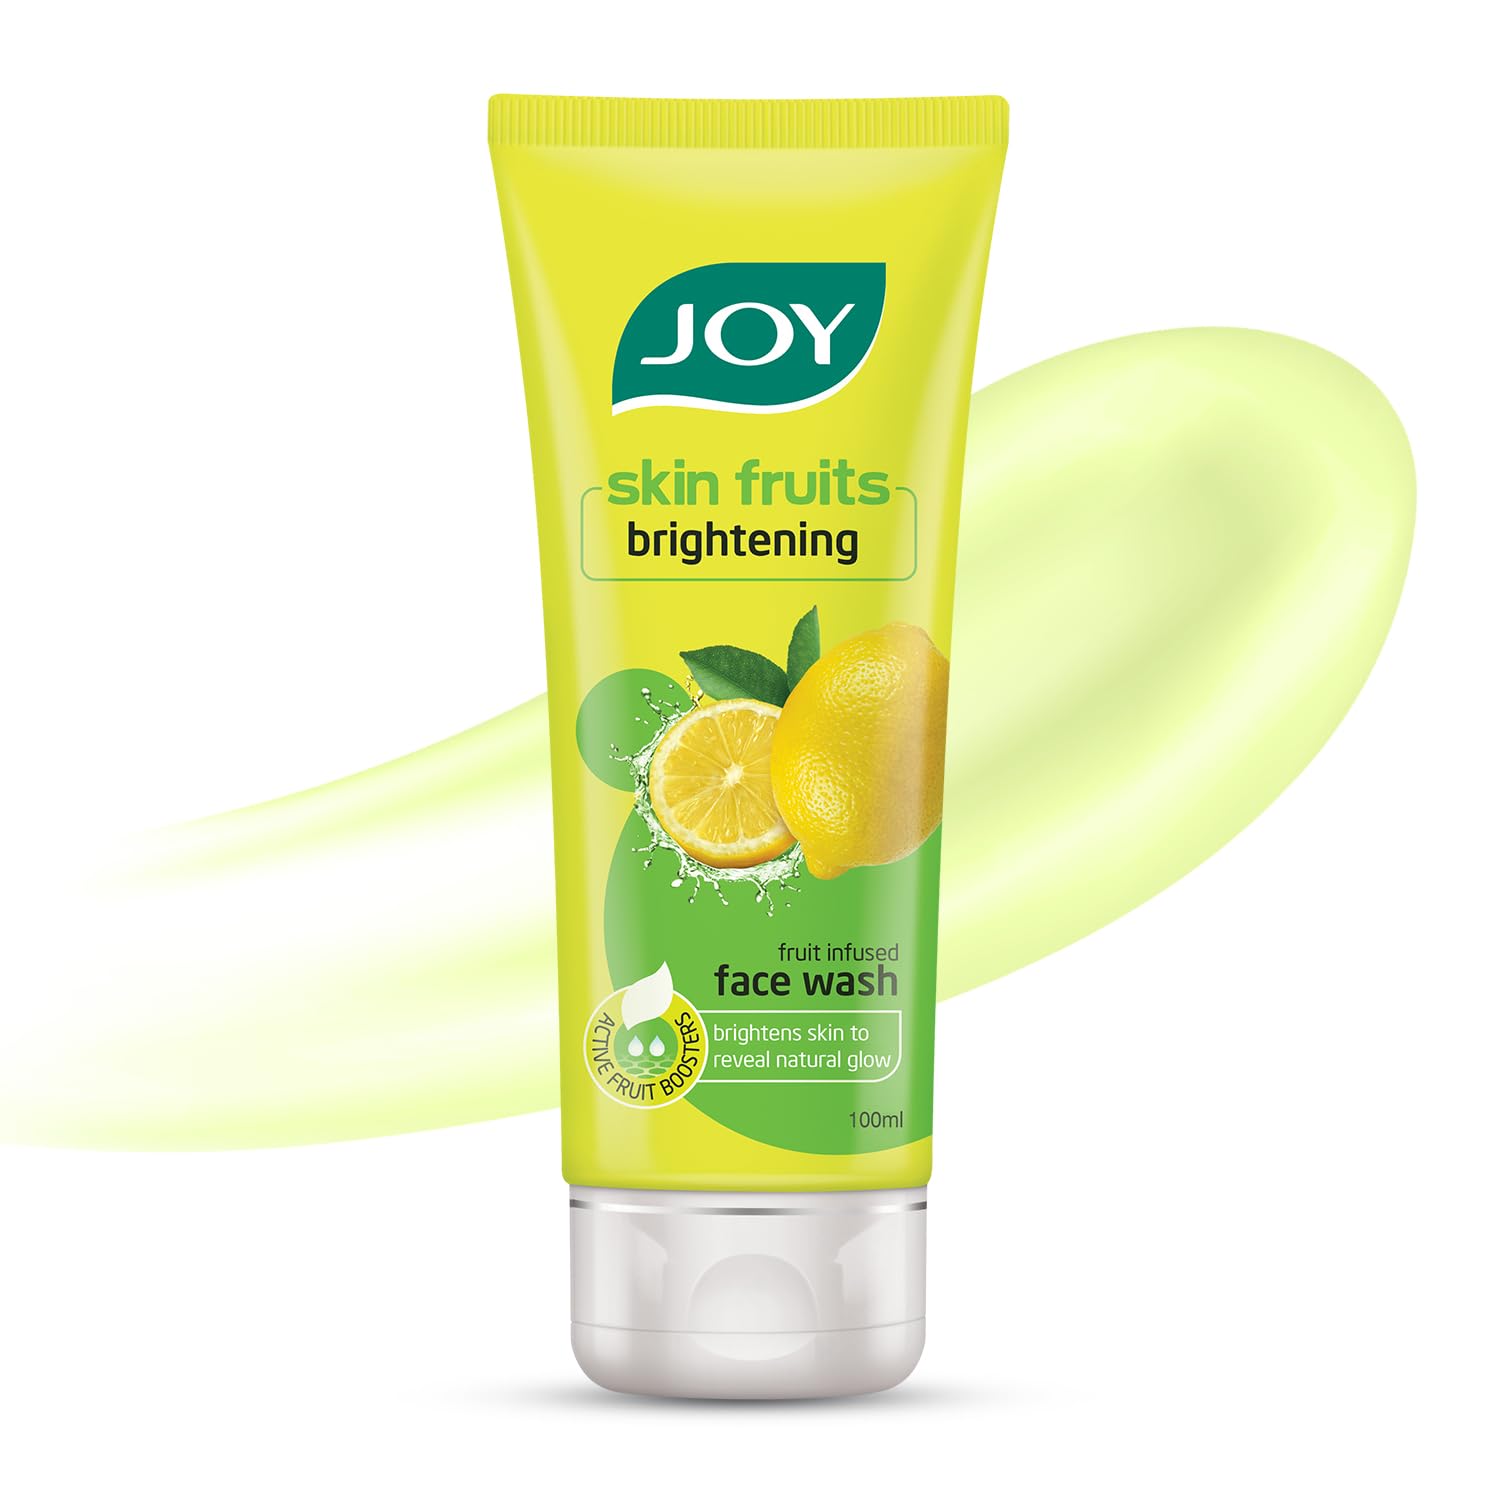 JOY
skin fruits
brightening
fruit infused
face wash
ACTIVE FRUIT BOOSTERS
brightens skin to
reveal natural glow
100ml